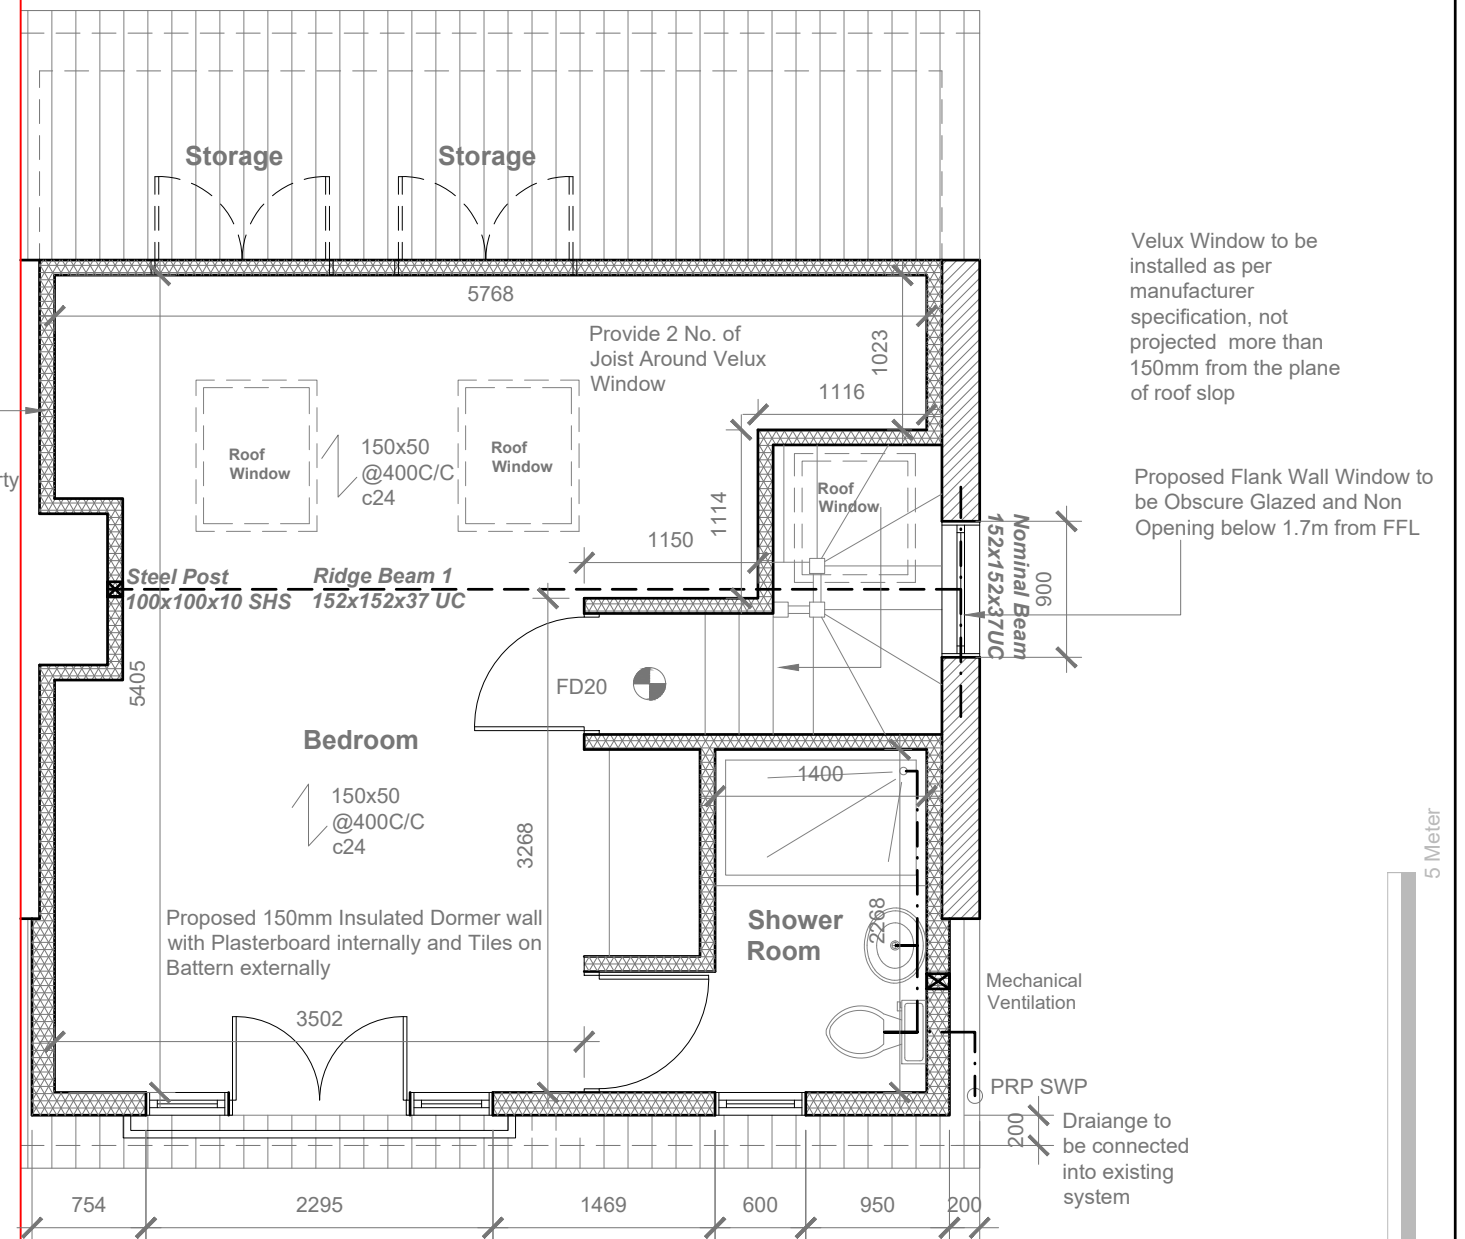 Storage
Storage
5768
Provide 2 No. of
Joist Around Velux
Window
1023
1116
Velux Window to be
installed as per
manufacturer
specification, not
projected more than
150mm from the plane
of roof slop
Roof
Window
150x50
@400C/C
c24
Roof
Window
Roof
Window
rty
1114
1150
Proposed Flank Wall Window to
be Obscure Glazed and Non
Opening below 1.7m from FFL
Nominal Beam
152x152x37UC
900
Steel Post
100x100x10 SHS
Ridge Beam 1
152x152x37 UC
5405
FD20
Bedroom
150x50
@400C/C
c24
3268
1400
Shower
Room
2268
5 Meter
Proposed 150mm Insulated Dormer wall
with Plasterboard internally and Tiles on
Battern externally
Mechanical
Ventilation
3502
PRP SWP
200
Draiange to
be connected
into existing
system
754
2295
1469
600
950
200